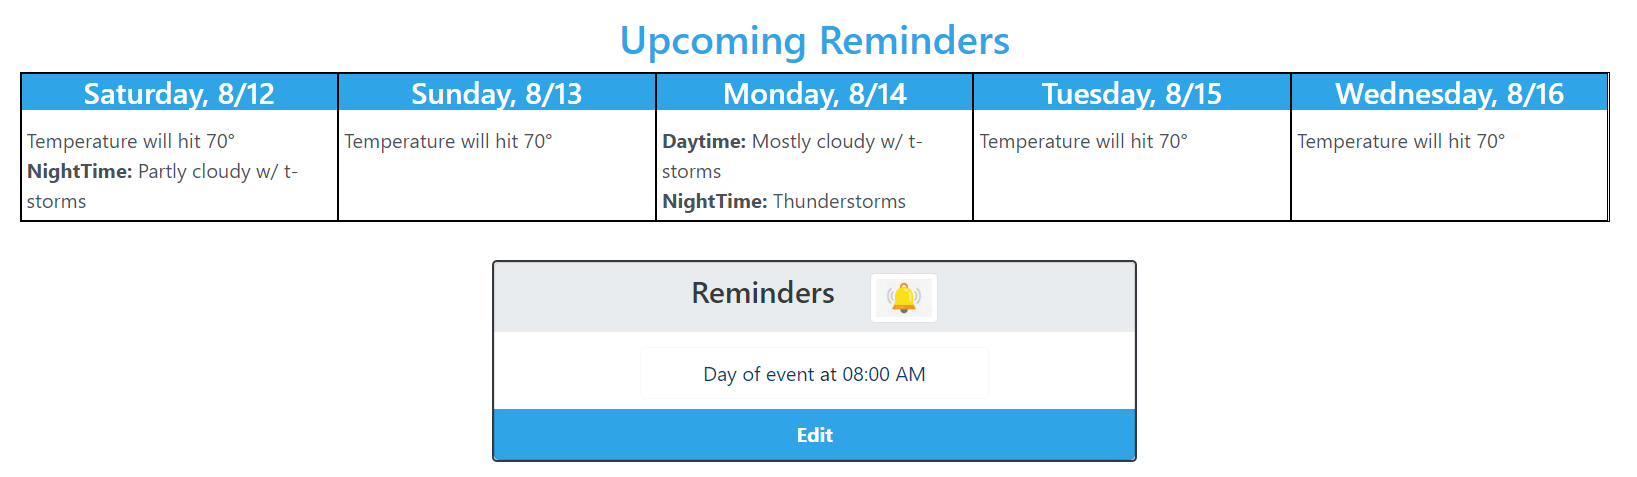 Upcoming Reminders
Saturday, 8/12
Temperature will hit 70°
NightTime: Partly cloudy w/ t-
storms
Sunday, 8/13
Temperature will hit 70°
Monday, 8/14
Daytime: Mostly cloudy w/ t-
storms
NightTime: Thunderstorms
Tuesday, 8/15
Temperature will hit 70°
Wednesday, 8/16
Temperature will hit 70°
Reminders
Day of event at 08:00 AM
Edit